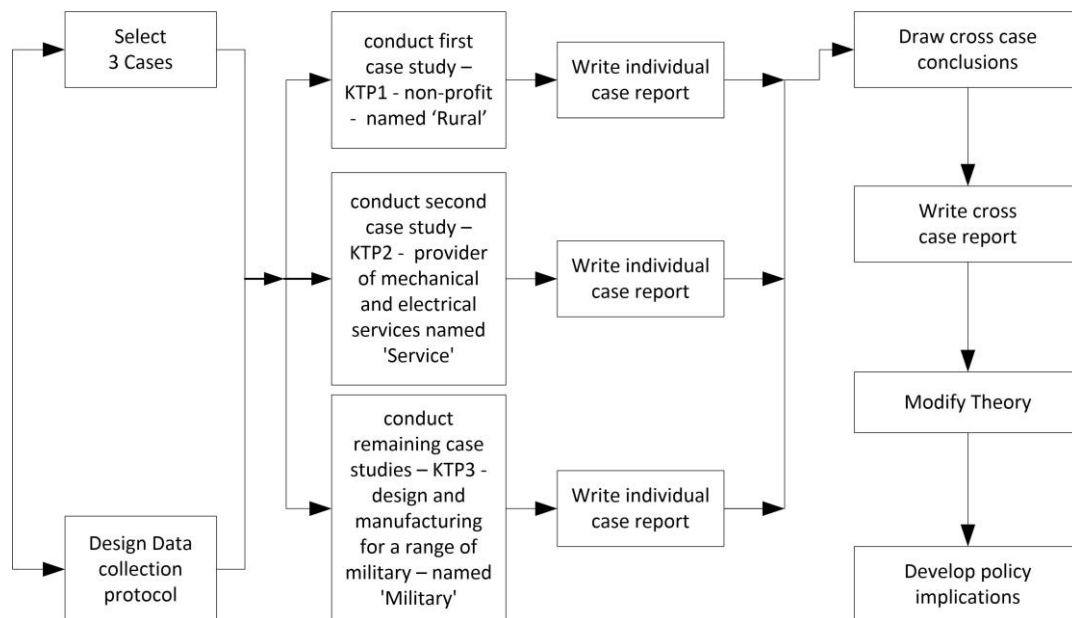 Select
3 Cases
Design Data
collection
protocol
conduct first
case study –
KTP1 - non-profit
- named ‘Rural’
Write individual
case report
conduct second
case study –
KTP2 - provider
of mechanical
and electrical
services named
'Service'
Write individual
case report
conduct
remaining case
studies – KTP3 -
design and
manufacturing
for a range of
military – named
'Military'
Write individual
case report
Draw cross case
conclusions
Write cross
case report
Modify Theory
Develop policy
implications